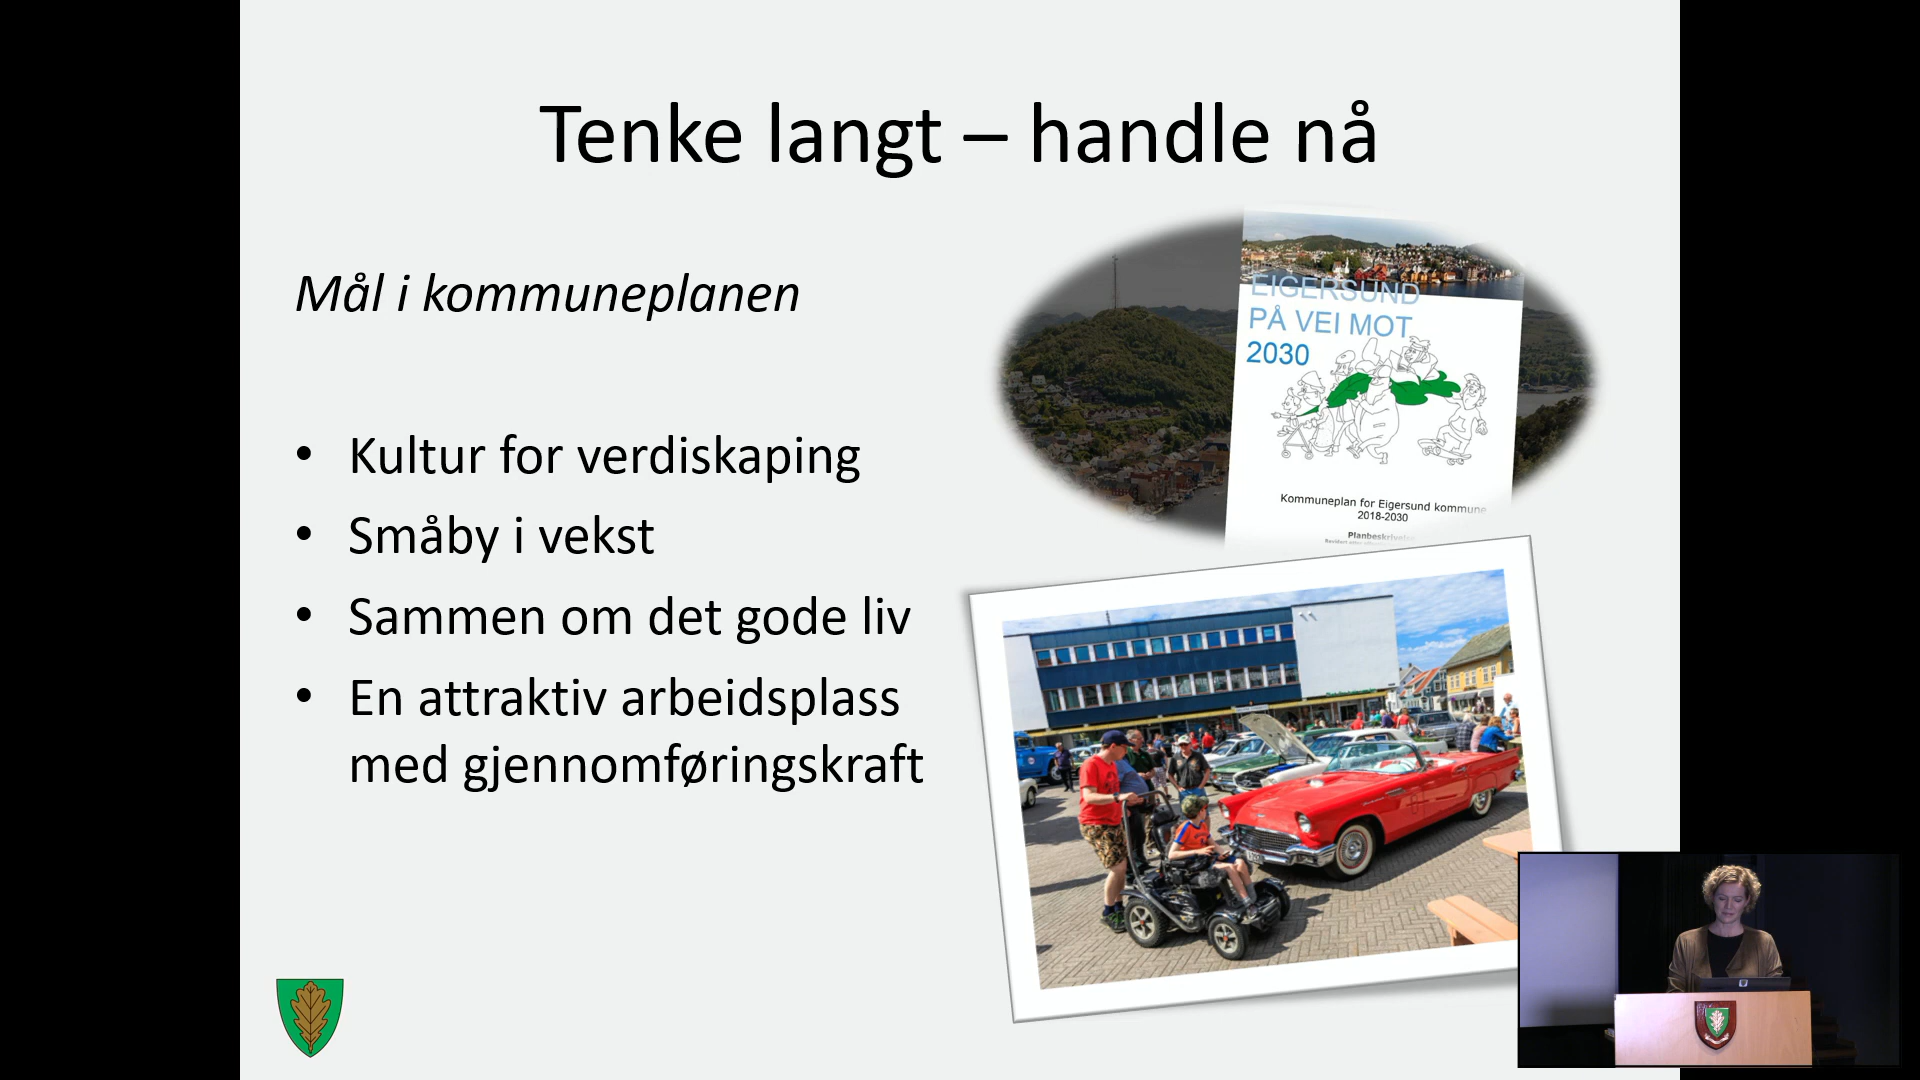 Tenke langt – handle nå
Mål i kommuneplanen
• Kultur for verdiskaping
• Småby i vekst
• Sammen om det gode liv
• En attraktiv arbeidsplass
med gjennomføringskraft
EIGERSUND
PÅ VEI MOT
2030
Kommuneplan for Eigersund kommune
2018-2030
Planbeskrivelse